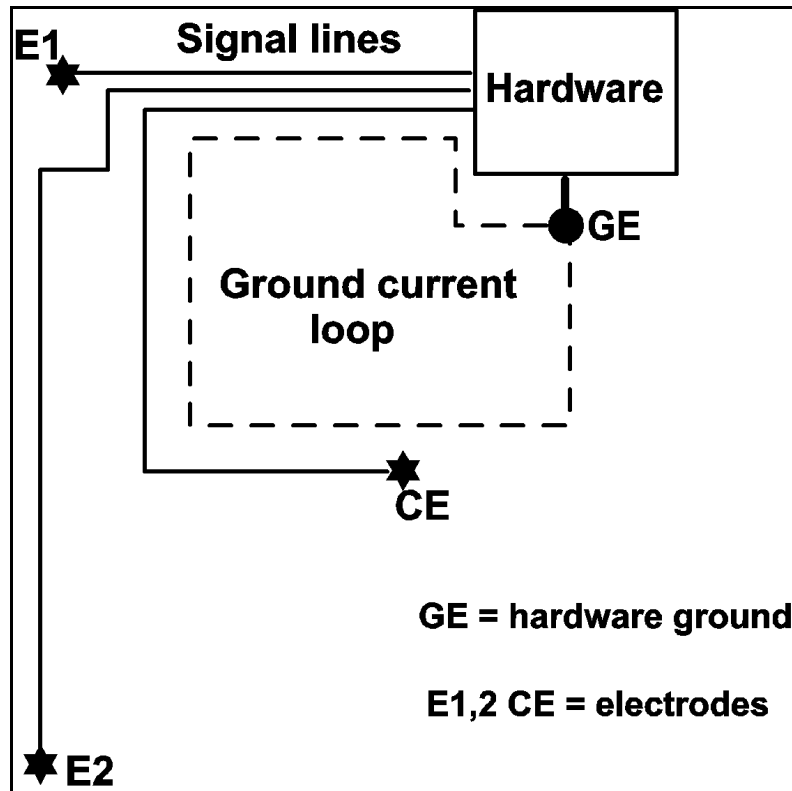 E1
Signal lines
Hardware
GE
Ground current
loop
CE
GE = hardware ground
E1,2 CE = electrodes
E2